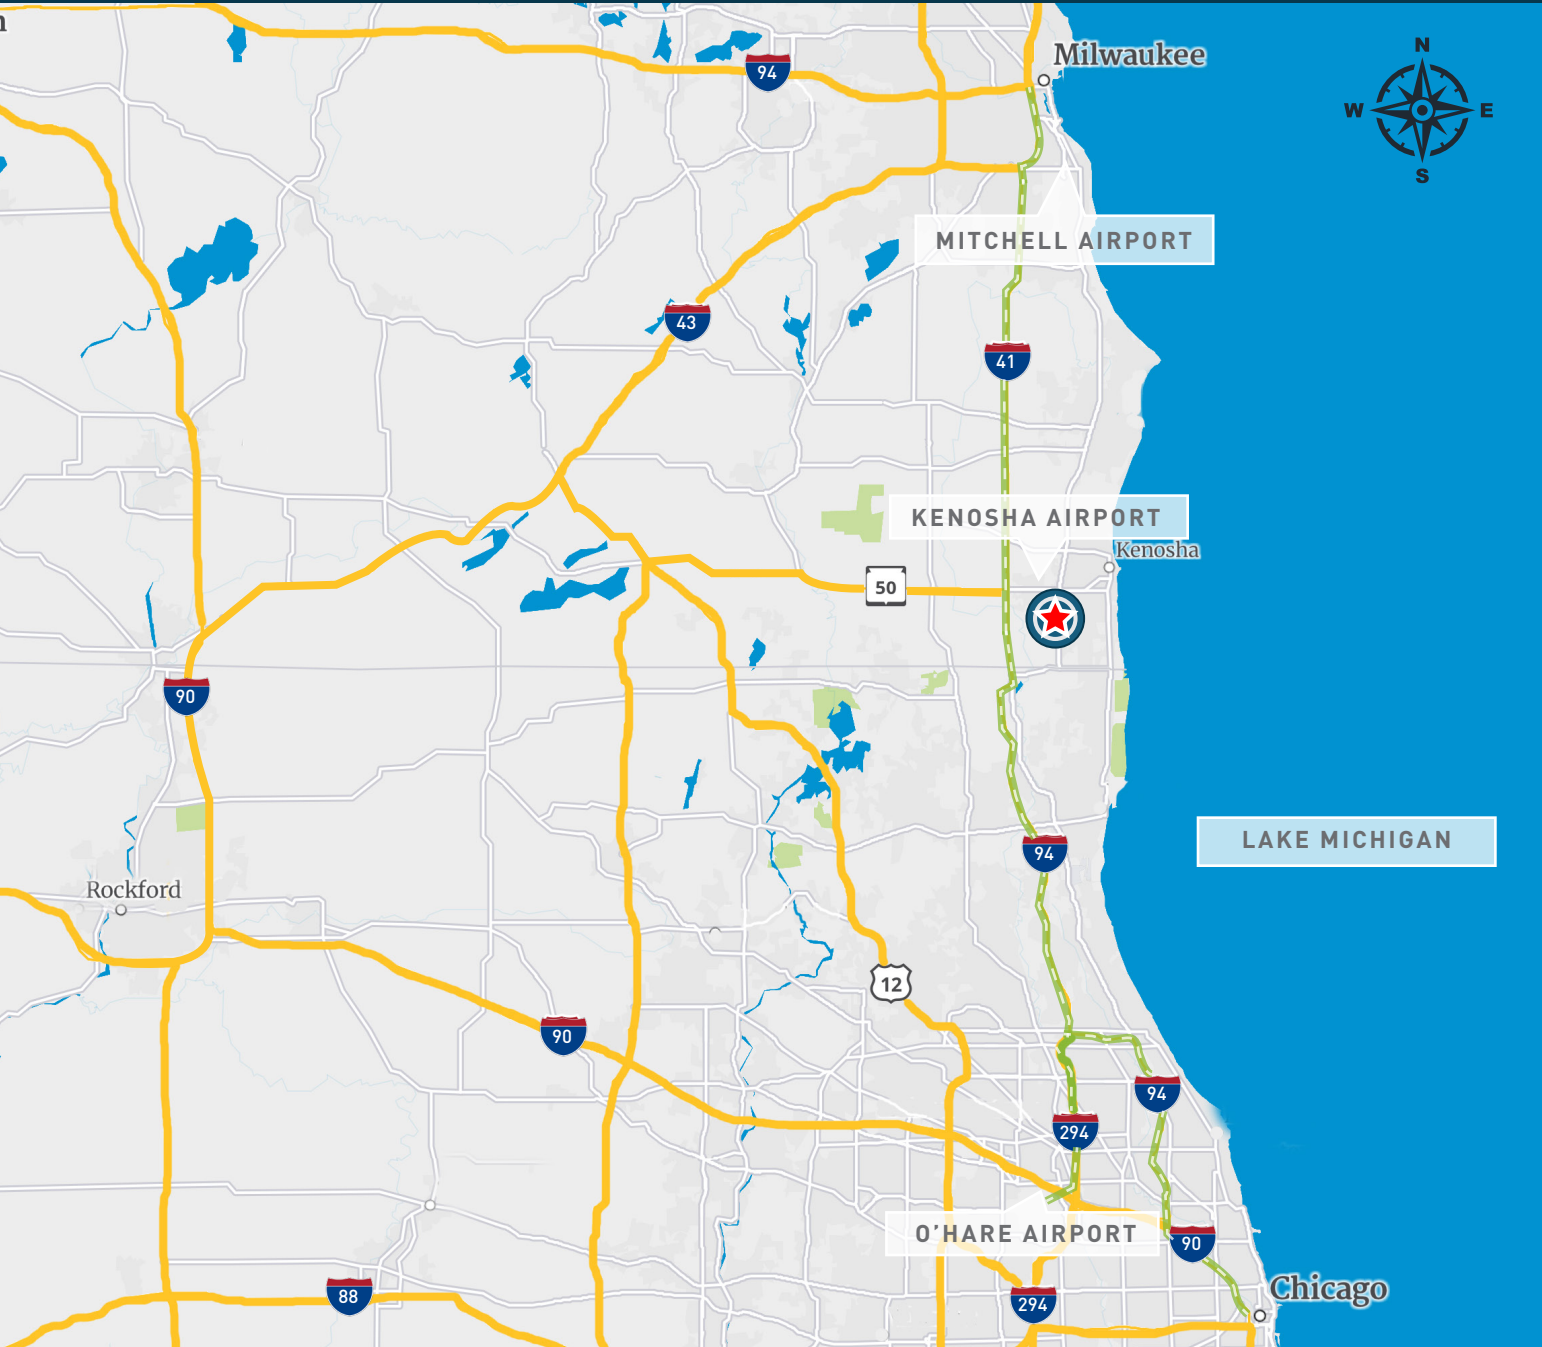 N
Milwaukee
94
W
E
S
MITCHELL AIRPORT
43
41
KENOSHA AIRPORT
Kenosha
50
90
LAKE MICHIGAN
94
Rockford
12
90
94
294
O'HARE AIRPORT
90
88
Chicago
294